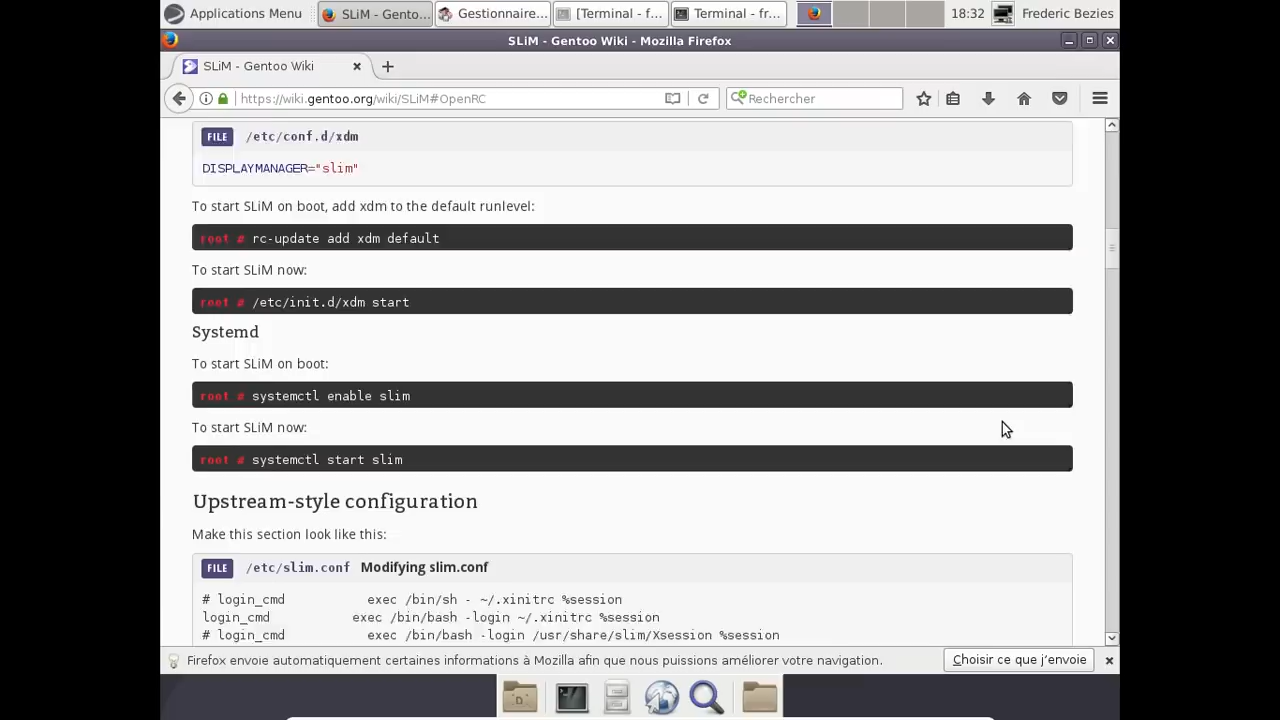 Applications Menu
SLiM - Gento...
Gestionnaire...
[Terminal - f...
Terminal - fr...
18:32
Frederic Bezies
SLiM - Gentoo Wiki - Mozilla Firefox
SLiM - Gentoo Wiki
https://wiki.gentoo.org/wiki/SLiM#OpenRC
Rechercher
FILE /etc/conf.d/xdm
DISPLAYMANAGER="slim"
To start SLiM on boot, add xdm to the default runlevel:
root # rc-update add xdm default
To start SLiM now:
root # /etc/init.d/xdm start
Systemd
To start SLiM on boot:
root # systemctl enable slim
To start SLiM now:
root # systemctl start slim
Upstream-style configuration
Make this section look like this:
FILE /etc/slim.conf Modifying slim.conf
# login_cmd exec /bin/sh - ~/.xinitrc %session
login_cmd exec /bin/bash -login ~/.xinitrc %session
# login_cmd exec /bin/bash -login /usr/share/slim/Xsession %session
Firefox envoie automatiquement certaines informations à Mozilla afin que nous puissions améliorer votre navigation.
Choisir ce que j'envoie